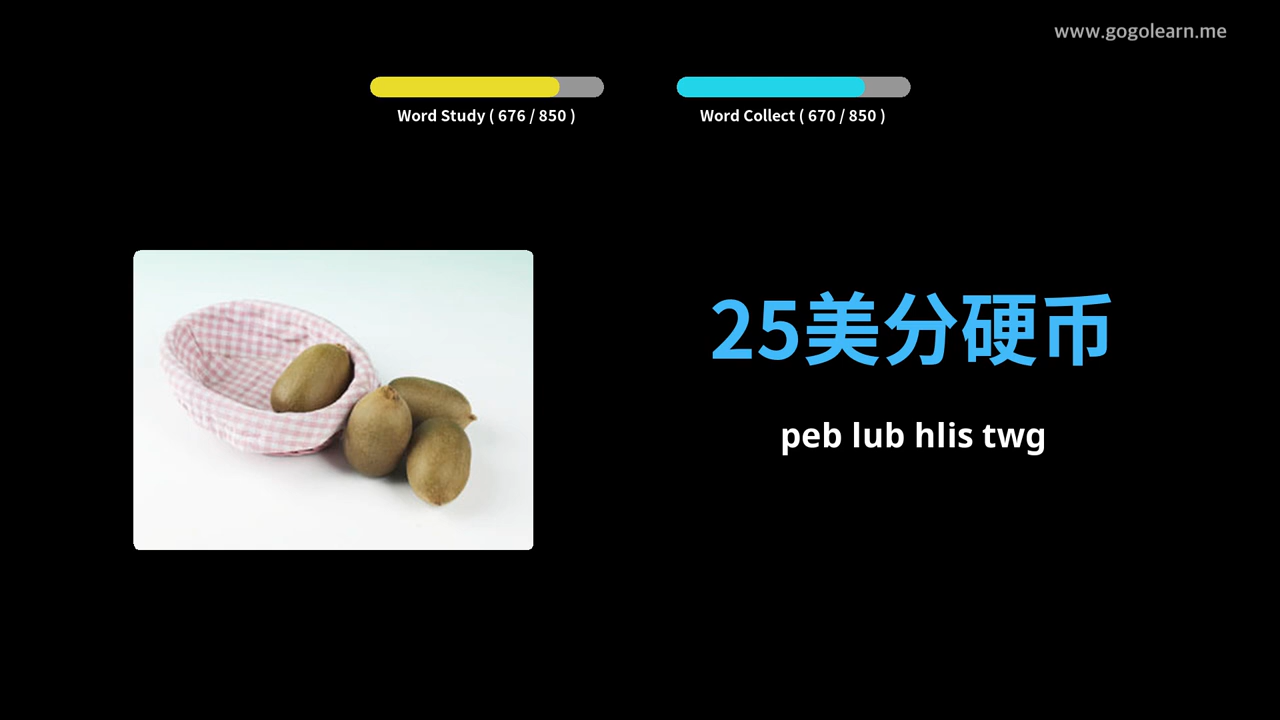 www.gogolearn.me
Word Study ( 676 / 850 )
Word Collect ( 670 / 850 )
25美分硬币
peb lub hlis twg